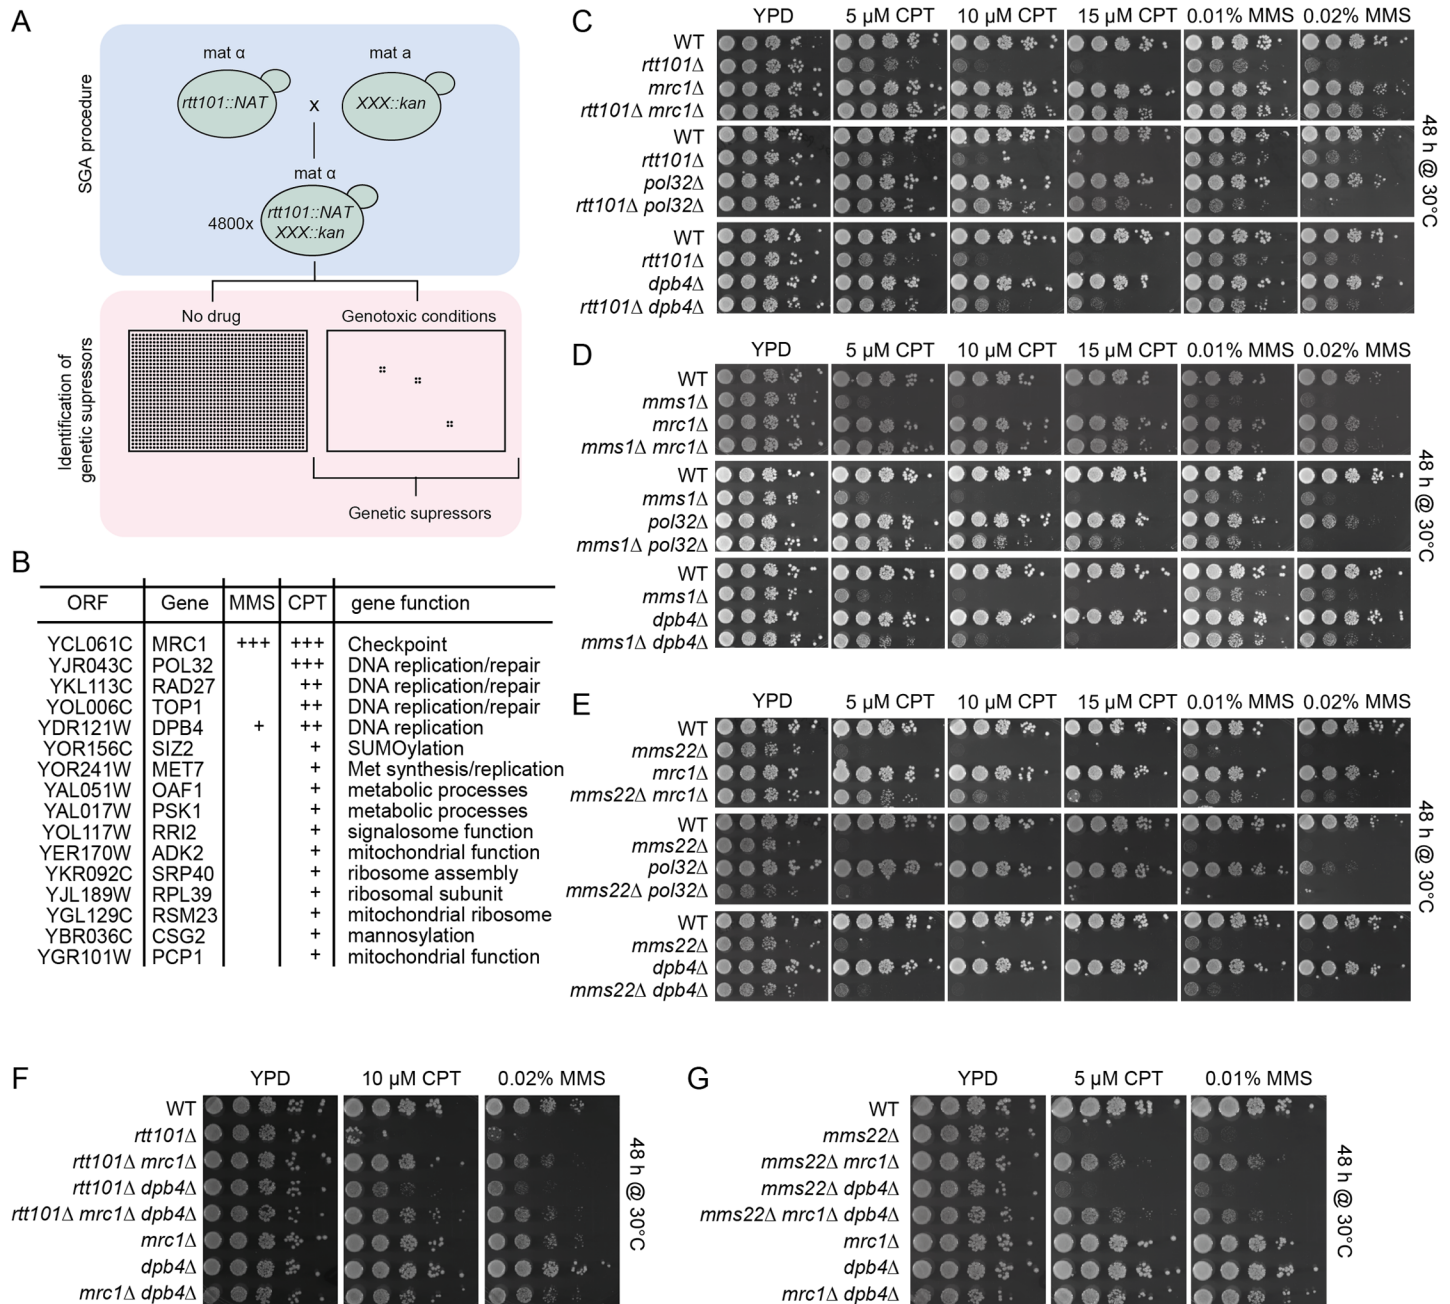 A
SGA procedure
mat α
mat a
rtt101::NAT
x
XXX::kan
mat α
4800x
rtt101::NAT
XXX::kan
Identification of
genetic supressors
No drug
Genotoxic conditions
Genetic supressors
B
ORF Gene MMS CPT gene function
YCL061C MRC1 +++ +++ Checkpoint
YJR043C POL32 +++ DNA replication/repair
YKL113C RAD27 ++ DNA replication/repair
YOL006C TOP1 ++ DNA replication/repair
YDR121W DPB4 + ++ DNA replication
YOR156C SIZ2 + SUMOylation
YOR241W MET7 + Met synthesis/replication
YAL051W OAF1 + metabolic processes
YAL017W PSK1 + metabolic processes
YOL117W RRI2 + signalosome function
YER170W ADK2 + mitochondrial function
YKR092C SRP40 + ribosome assembly
YJL189W RPL39 + ribosomal subunit
YGL129C RSM23 + mitochondrial ribosome
YBR036C CSG2 + mannosylation
YGR101W PCP1 + mitochondrial function
C
YPD 5 µM CPT 10 µM CPT 15 µM CPT 0.01% MMS 0.02% MMS
WT
rtt101Δ
mrc1Δ
rtt101Δ mrc1Δ
WT
rtt101Δ
pol32Δ
rtt101Δ pol32Δ
WT
rtt101Δ
dpb4Δ
rtt101Δ dpb4Δ
48 h @ 30°C
D
YPD 5 µM CPT 10 µM CPT 15 µM CPT 0.01% MMS 0.02% MMS
WT
mms1Δ
mrc1Δ
mms1Δ mrc1Δ
WT
mms1Δ
pol32Δ
mms1Δ pol32Δ
WT
mms1Δ
dpb4Δ
mms1Δ dpb4Δ
48 h @ 30°C
E
YPD 5 µM CPT 10 µM CPT 15 µM CPT 0.01% MMS 0.02% MMS
WT
mms22Δ
mrc1Δ
mms22Δ mrc1Δ
WT
mms22Δ
pol32Δ
mms22Δ pol32Δ
WT
mms22Δ
dpb4Δ
mms22Δ dpb4Δ
48 h @ 30°C
F
YPD 10 µM CPT 0.02% MMS
WT
rtt101Δ
rtt101Δ mrc1Δ
rtt101Δ dpb4Δ
rtt101Δ mrc1Δ dpb4Δ
mrc1Δ
dpb4Δ
mrc1Δ dpb4Δ
48 h @ 30°C
G
YPD 5 µM CPT 0.01% MMS
WT
mms22Δ
mms22Δ mrc1Δ
mms22Δ dpb4Δ
mms22Δ mrc1Δ dpb4Δ
mrc1Δ
dpb4Δ
mrc1Δ dpb4Δ
48 h @ 30°C